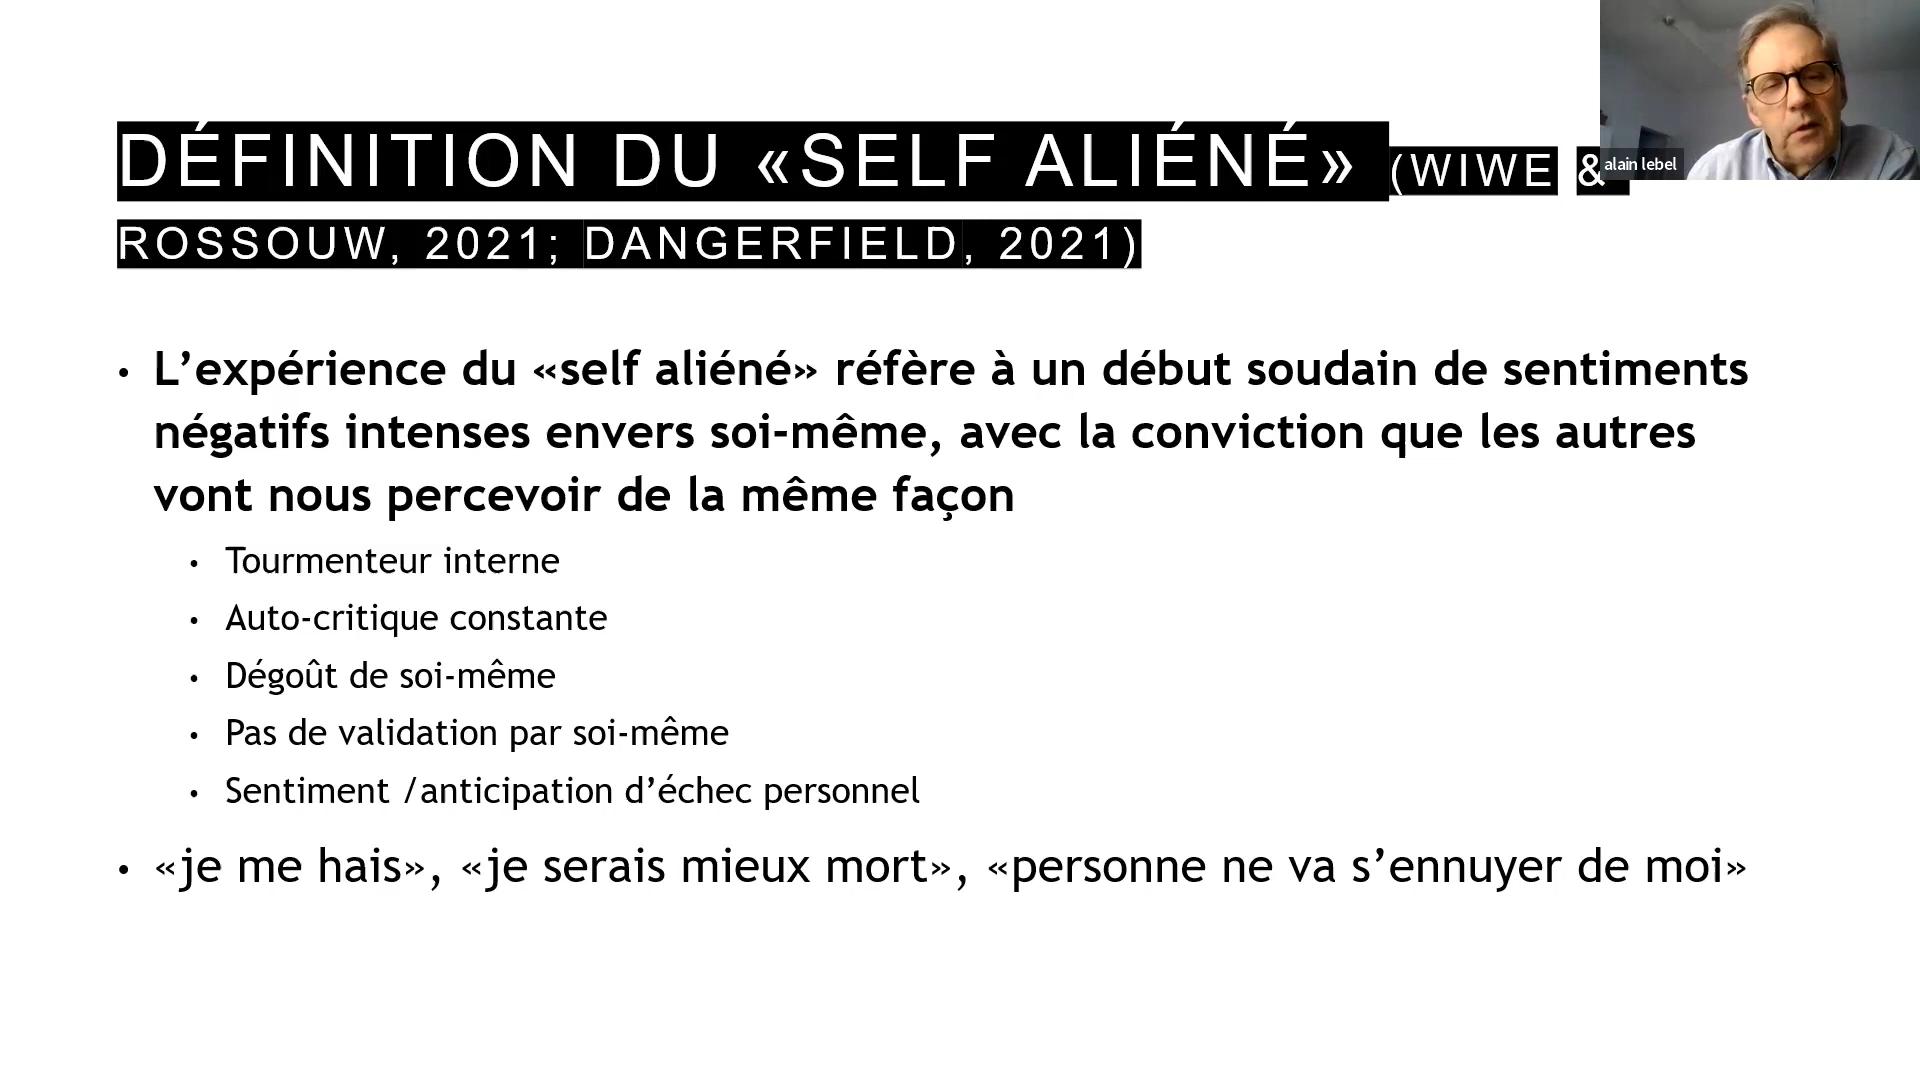 DÉFINITION DU «SELF ALIÉNÉ» (WIWE &
ROSSOUW, 2021; DANGERFIELD, 2021)
alain lebel
• L’expérience du «self aliéné» réfère à un début soudain de sentiments
négatifs intenses envers soi-même, avec la conviction que les autres
vont nous percevoir de la même façon
• Tourmenteur interne
• Auto-critique constante
• Dégoût de soi-même
• Pas de validation par soi-même
• Sentiment /anticipation d’échec personnel
• «je me hais», «je serais mieux mort», «personne ne va s’ennuyer de moi»